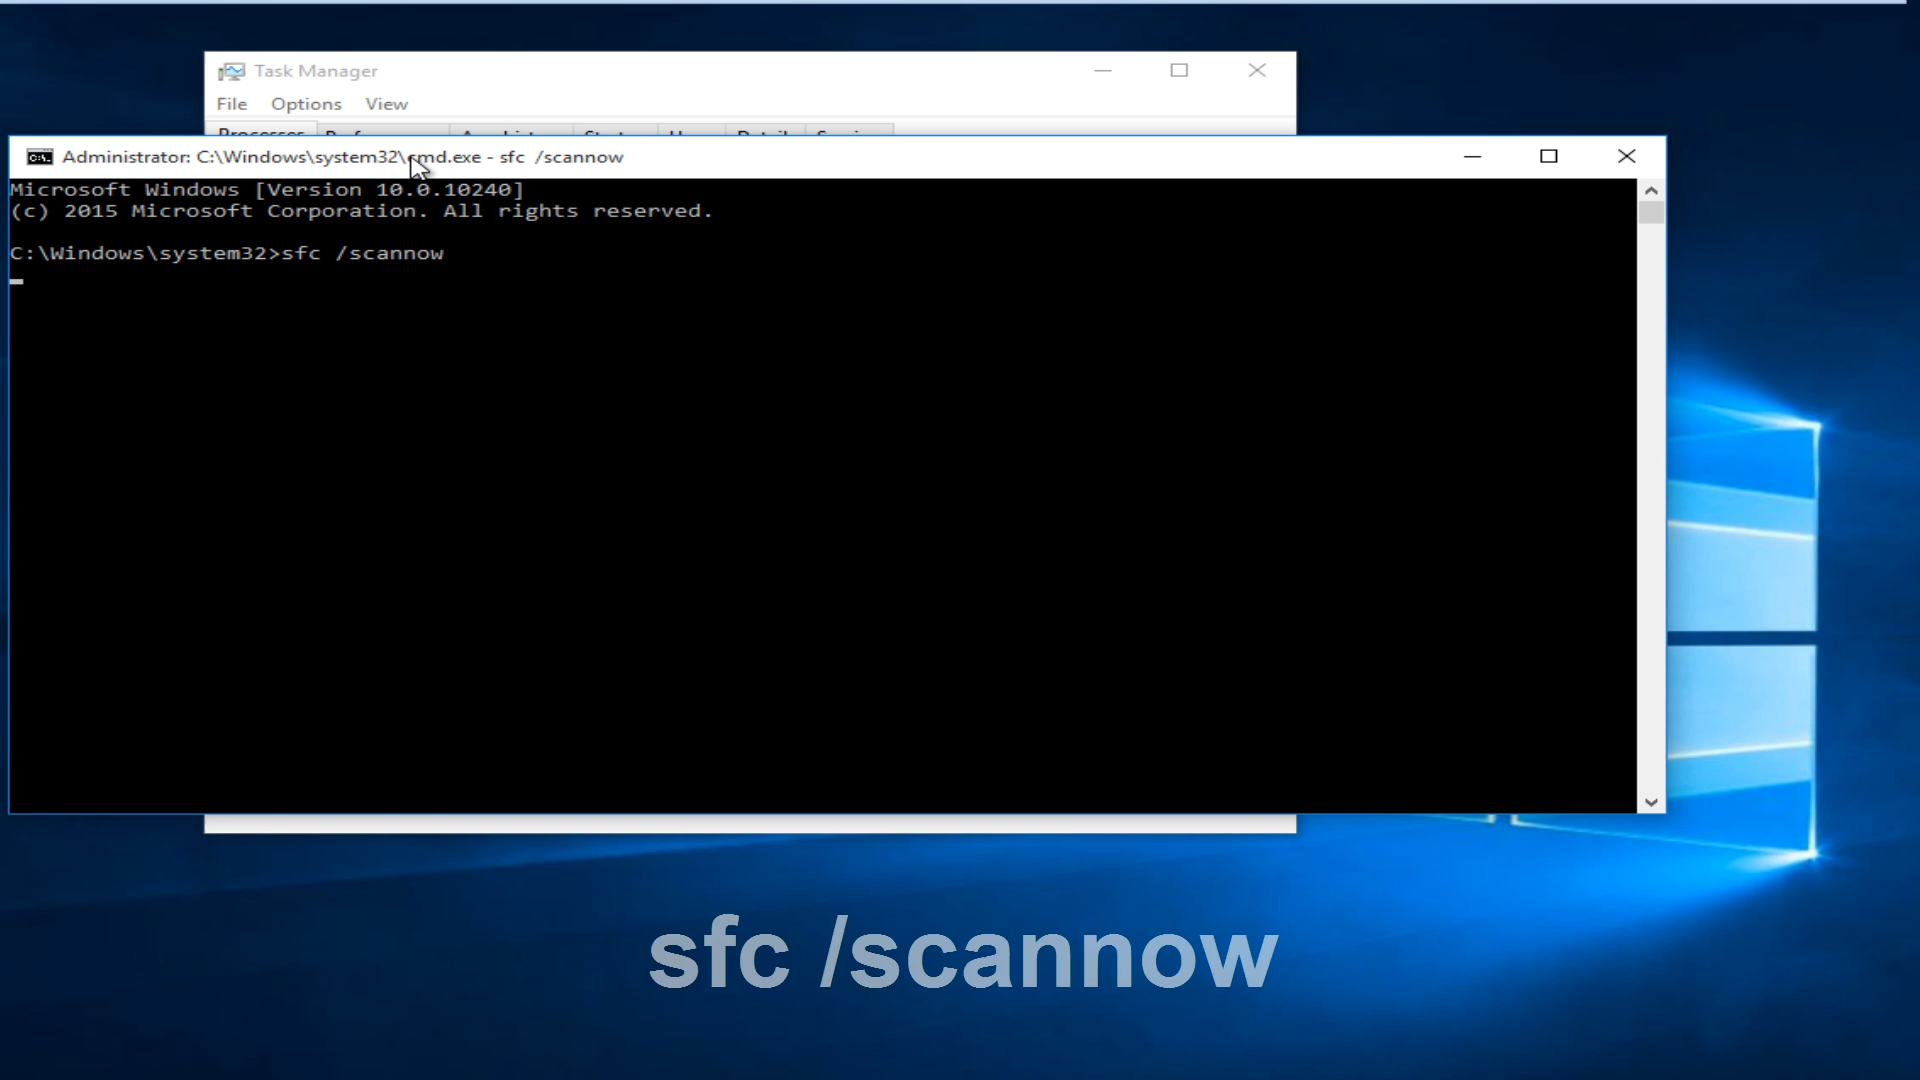 Task Manager
File Options View
Processes
Administrator: C:\Windows\system32\cmd.exe - sfc  /scannow
Microsoft Windows [Version 10.0.10240]
(c) 2015 Microsoft Corporation. All rights reserved.
C:\Windows\system32>sfc /scannow
sfc /scannow